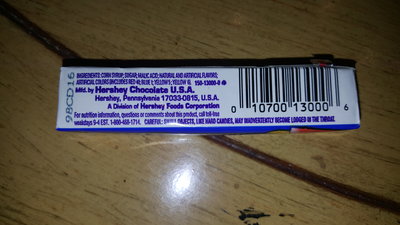 INGREDIENTS: CORN SYRUP; SUGAR; MALIC ACID; NATURAL AND ARTIFICIAL FLAVORS;
ARTIFICIAL COLORS (INCLUDES RED 40; BLUE 1; YELLOW 5; YELLOW 6). 150-13000-0
Mfd. by Hershey Chocolate U.S.A.
Hershey, Pennsylvania 17033-0815, U.S.A.
A Division of Hershey Foods Corporation
For nutrition information, questions or comments about this product, call toll-free
weekdays 9-4 EST. 1-800-468-1714. CAREFUL: SMALL OBJECTS, LIKE HARD CANDIES, MAY INADVERTENTLY BECOME LODGED IN THE THROAT.
98CD16
0 10700 13000 6